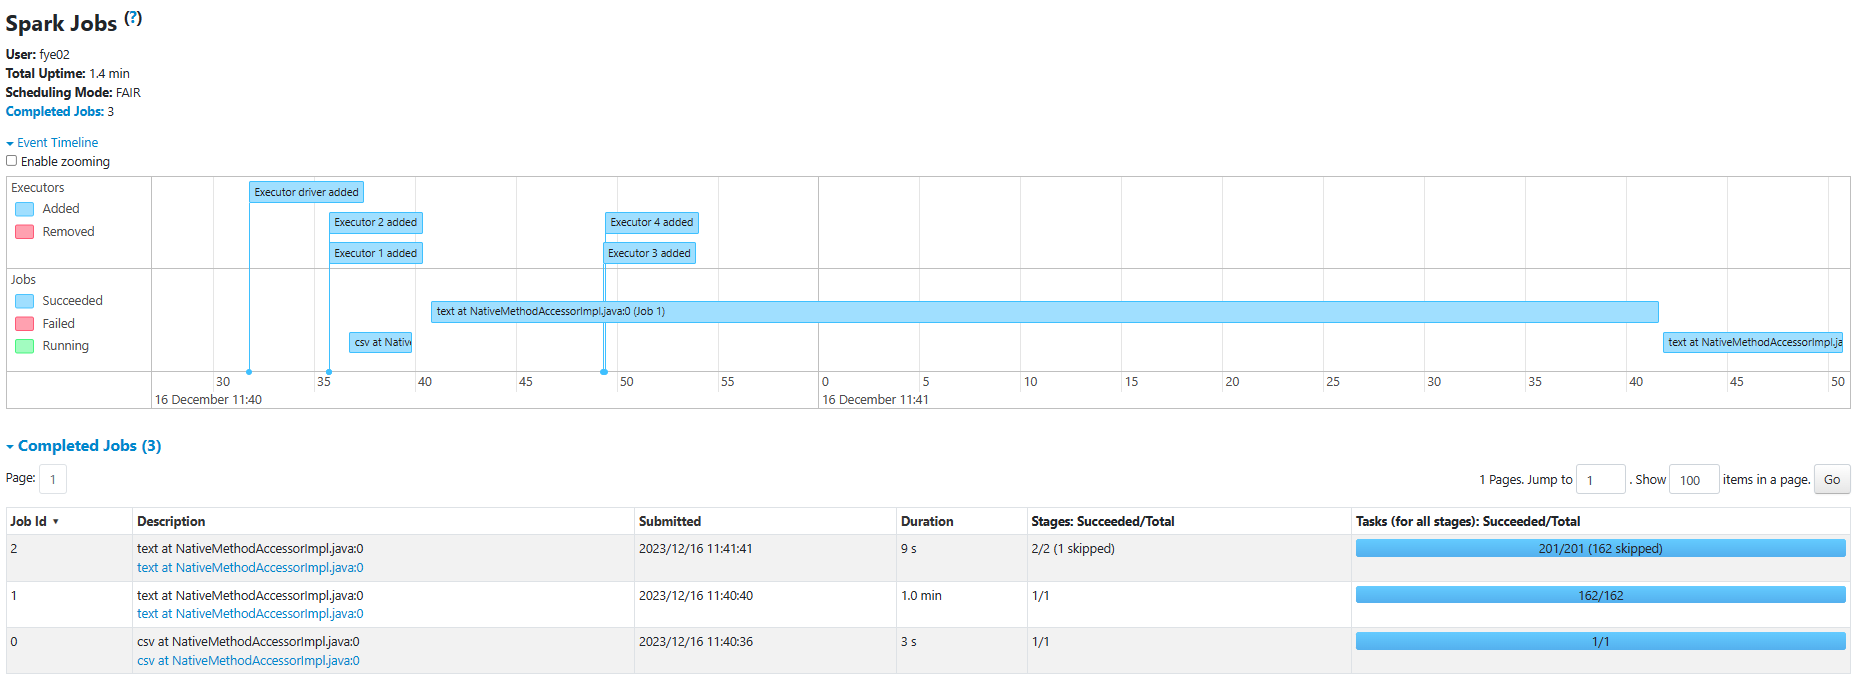 Spark Jobs (?)
User: fye02
Total Uptime: 1.4 min
Scheduling Mode: FAIR
Completed Jobs: 3
Event Timeline
Enable zooming
Executors
Added
Removed
Executor driver added
Executor 2 added
Executor 4 added
Executor 1 added
Executor 3 added
Jobs
Succeeded
Failed
Running
text at NativeMethodAccessorImpl.java:0 (Job 1)
csv at Nativ
text at NativeMethodAccessorImpl.ja
30 35 40 45 50 55 0 5 10 15 20 25 30 35 40 45 50
16 December 11:40 16 December 11:41
Completed Jobs (3)
Page: 1 1 Pages. Jump to 1 . Show 100 items in a page. Go
Job Id ▾ Description Submitted Duration Stages: Succeeded/Total Tasks (for all stages): Succeeded/Total
2 text at NativeMethodAccessorImpl.java:0 2023/12/16 11:41:41 9 s 2/2 (1 skipped) 201/201 (162 skipped)
text at NativeMethodAccessorImpl.java:0
1 text at NativeMethodAccessorImpl.java:0 2023/12/16 11:40:40 1.0 min 1/1 162/162
text at NativeMethodAccessorImpl.java:0
0 csv at NativeMethodAccessorImpl.java:0 2023/12/16 11:40:36 3 s 1/1 1/1
csv at NativeMethodAccessorImpl.java:0